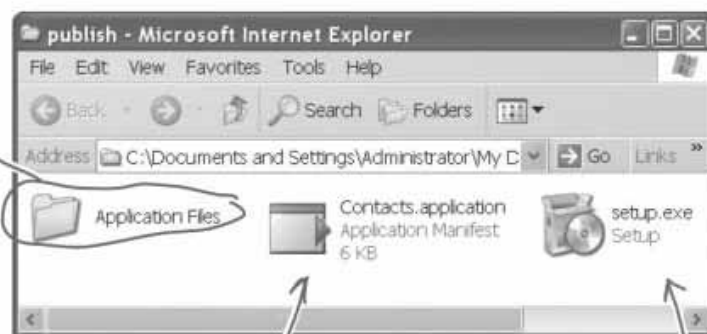 publish - Microsoft Internet Explorer
File Edit View Favorites Tools Help
Back Search Folders
Address C:\Documents and Settings\Administrator\My D Go Links »
Application Files
Contacts.application
Application Manifest
6 KB
setup.exe
Setup